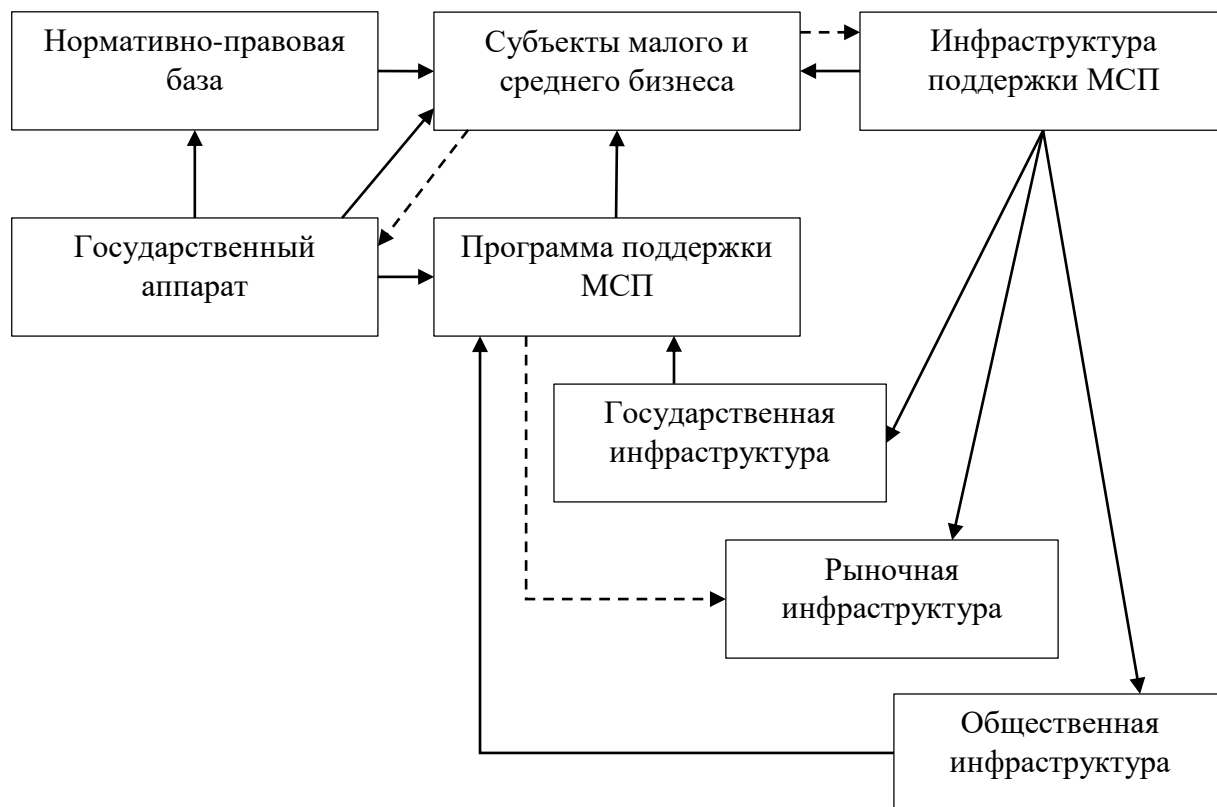 Нормативно-правовая
база
Субъекты малого и
среднего бизнеса
Инфраструктура
поддержки МСП
Государственный
аппарат
Программа поддержки
МСП
Государственная
инфраструктура
Рыночная
инфраструктура
Общественная
инфраструктура